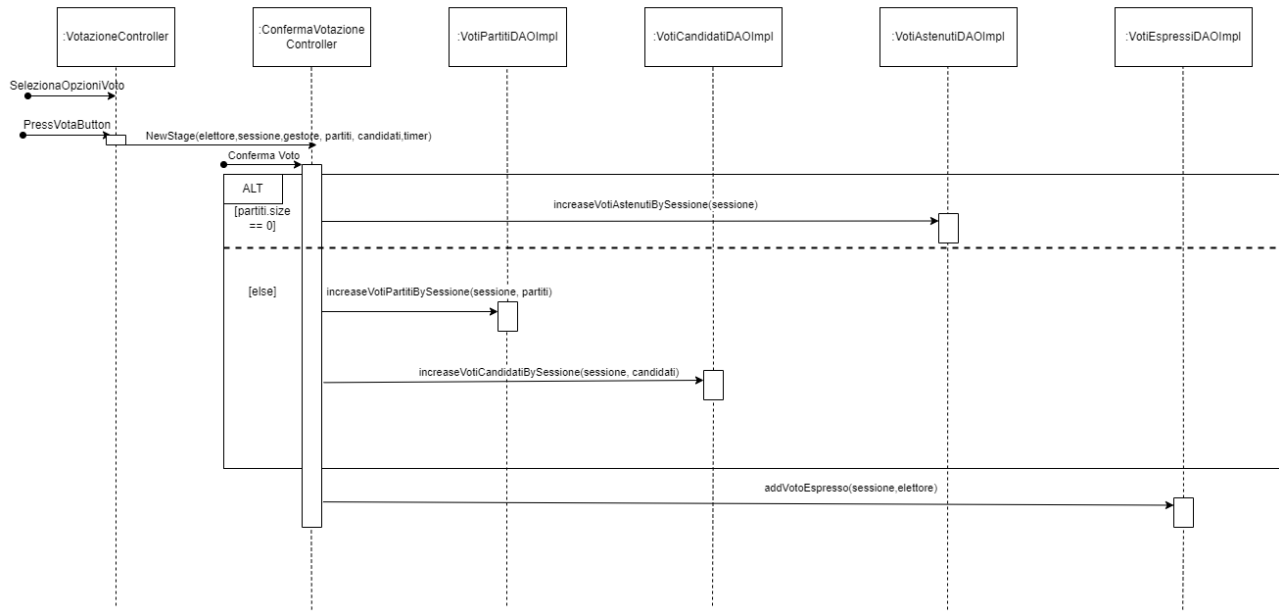 :VotazioneController
:ConfermaVotazione
Controller
:VotiPartitiDAOImpl
:VotiCandidatiDAOImpl
:VotiAstenutiDAOImpl
:VotiEspressiDAOImpl
SelezionaOpzioniVoto
PressVotaButton
NewStage(elettore,sessione,gestore, partiti, candidati,timer)
Conferma Voto
ALT
[partiti.size
== 0]
increaseVotiAstenutiBySessione(sessione)
[else]
increaseVotiPartitiBySessione(sessione, partiti)
increaseVotiCandidatiBySessione(sessione, candidati)
addVotoEspresso(sessione,elettore)